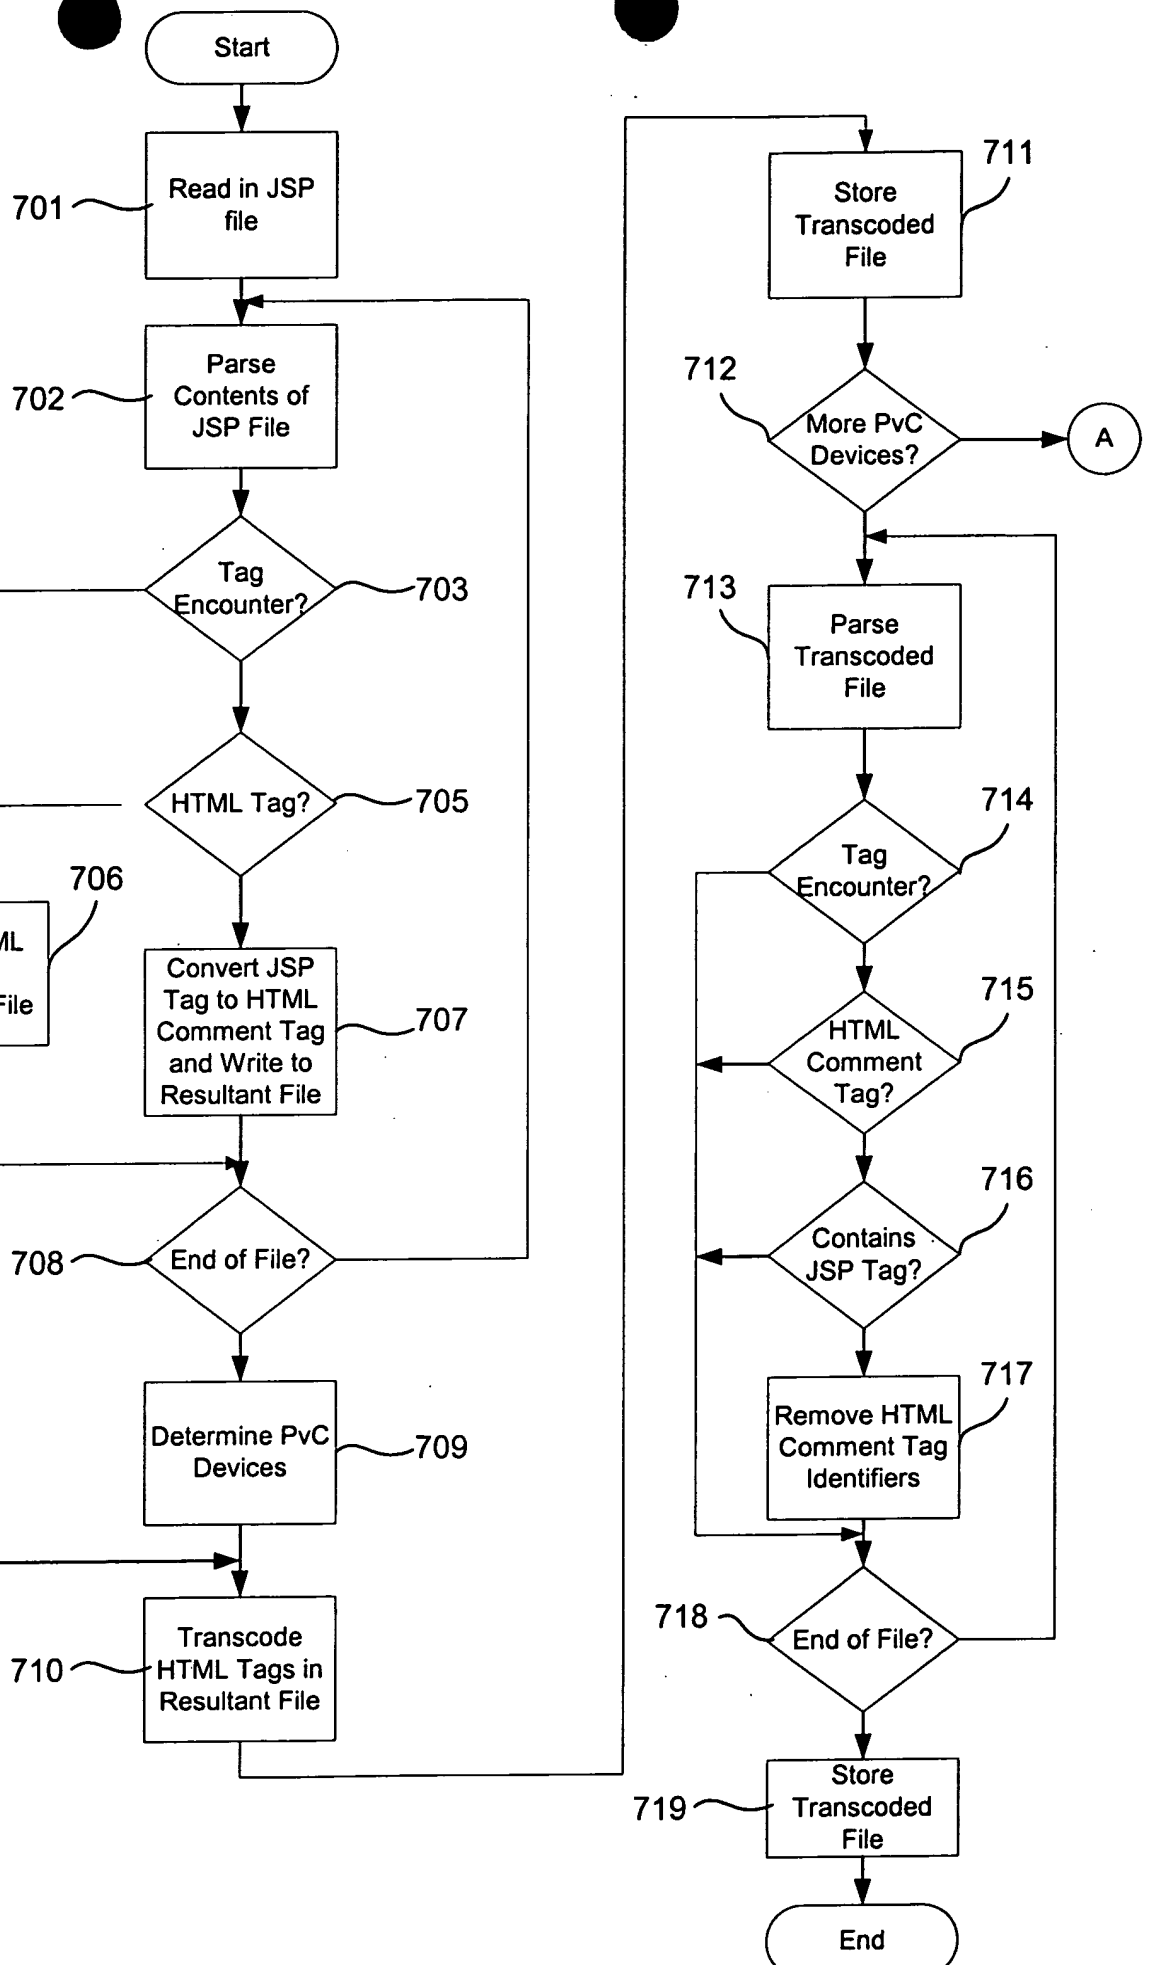 Start
701
Read in JSP
file
702
Parse
Contents of
JSP File
Tag
Encounter?
703
HTML Tag?
705
706
ML
File
Convert JSP
Tag to HTML
Comment Tag
and Write to
Resultant File
707
708
End of File?
Determine PvC
Devices
709
710
Transcode
HTML Tags in
Resultant File
711
Store
Transcoded
File
712
More PvC
Devices?
A
713
Parse
Transcoded
File
714
Tag
Encounter?
715
HTML
Comment
Tag?
716
Contains
JSP Tag?
717
Remove HTML
Comment Tag
Identifiers
718
End of File?
719
Store
Transcoded
File
End